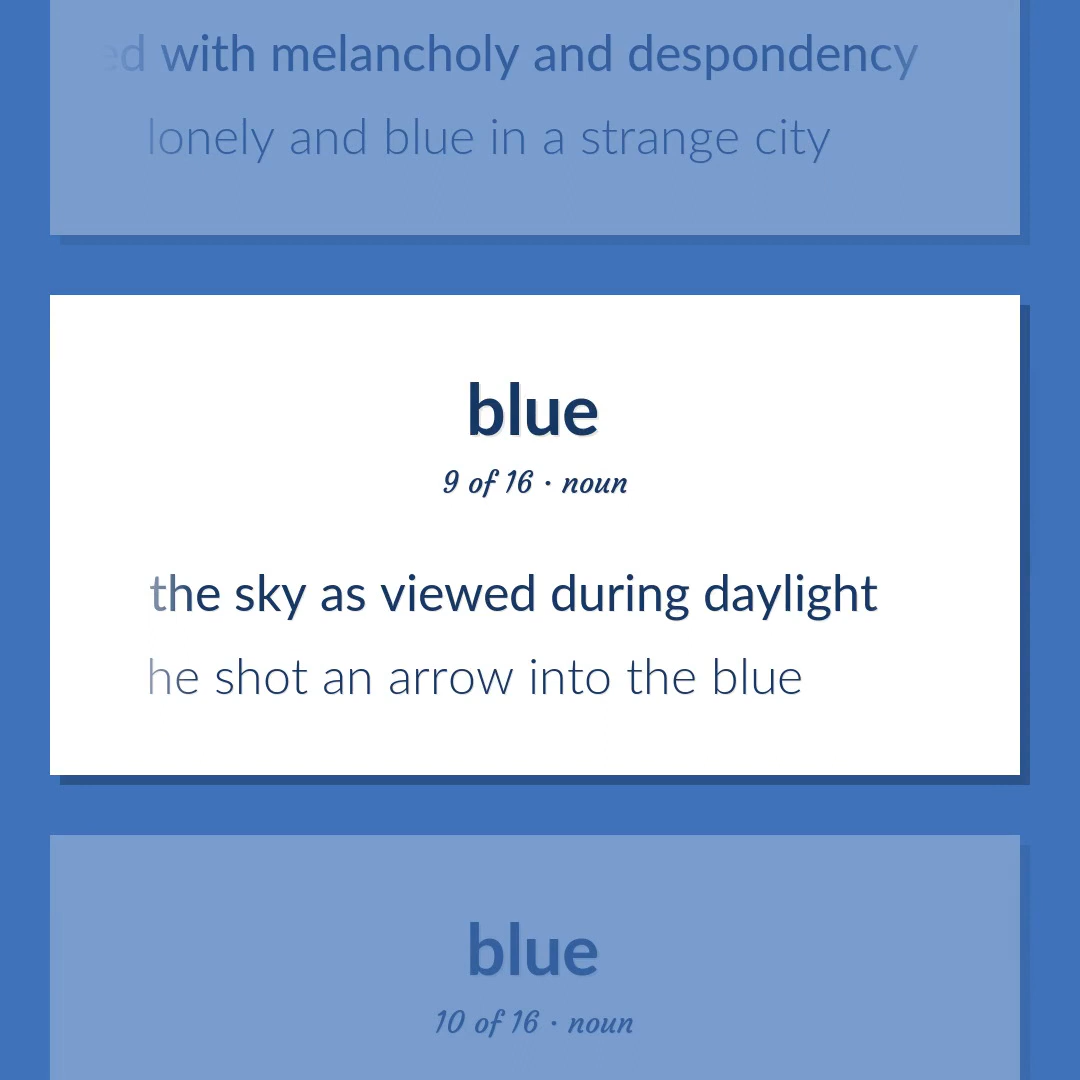 with melancholy and despondency
lonely and blue in a strange city
blue
9 of 16 · noun
the sky as viewed during daylight
he shot an arrow into the blue
blue
10 of 16 · noun